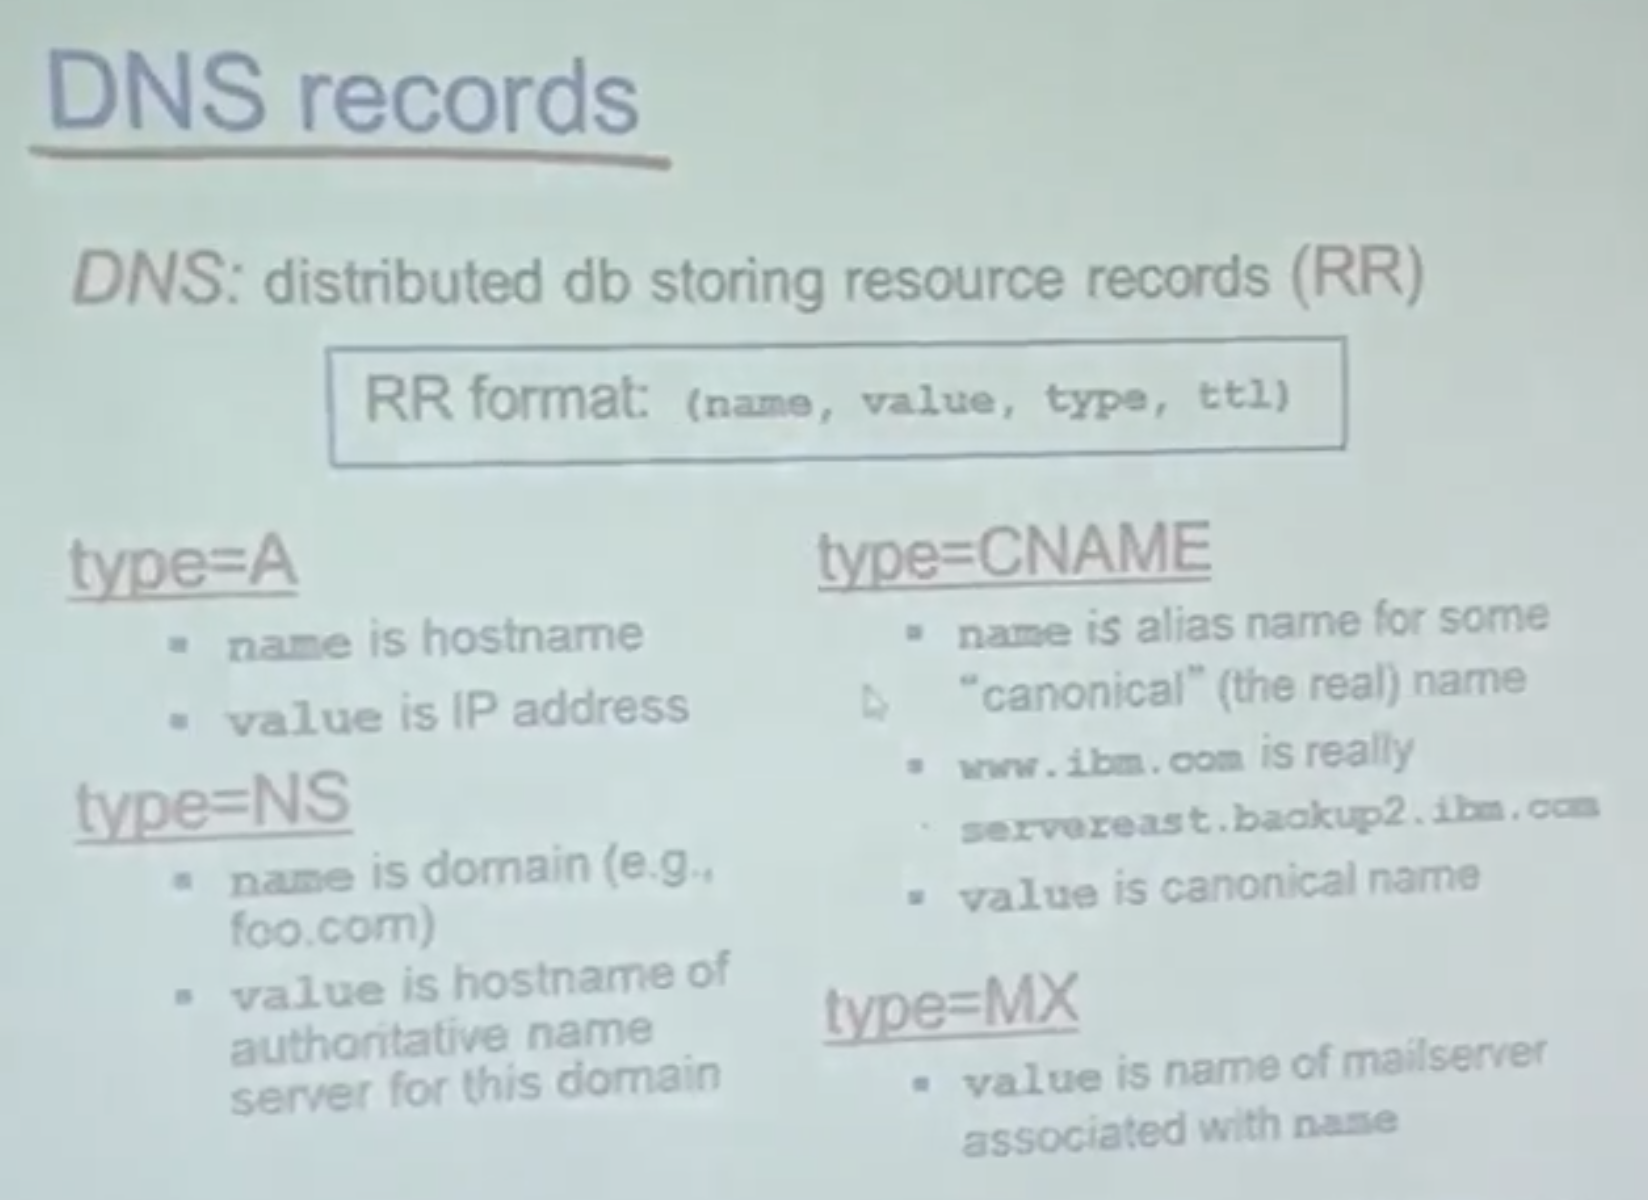 DNS records
DNS: distributed db storing resource records (RR)
RR format: (name, value, type, ttl)
type=A
name is hostname
value is IP address
type=NS
name is domain (e.g.,
foo.com)
value is hostname of
authoritative name
server for this domain
type=CNAME
name is alias name for some
"canonical" (the real) name
www.ibm.com is really
servereast.backup2.ibm.com
value is canonical name
type=MX
value is name of mailserver
associated with name